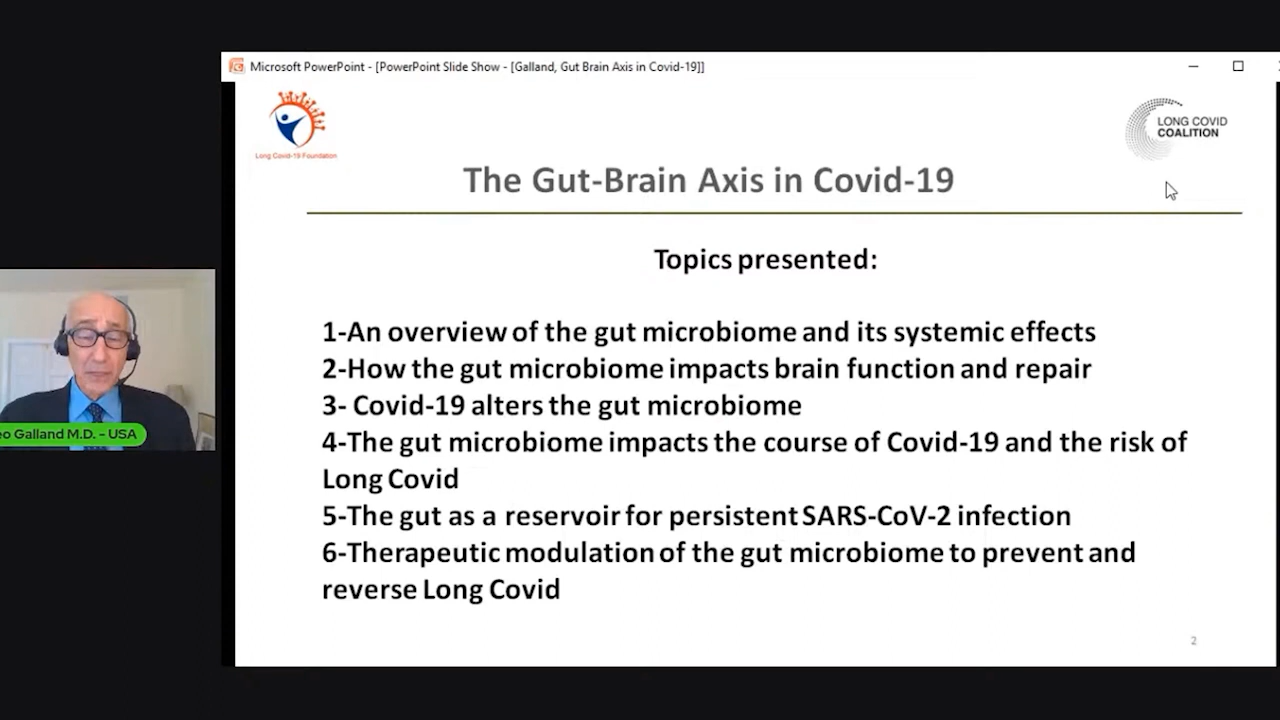 Microsoft PowerPoint - [PowerPoint Slide Show - [Galland, Gut Brain Axis in Covid-19]]
Long Covid-19 Foundation
LONG COVID
COALITION
The Gut-Brain Axis in Covid-19
Topics presented:
1-An overview of the gut microbiome and its systemic effects
2-How the gut microbiome impacts brain function and repair
3- Covid-19 alters the gut microbiome
4-The gut microbiome impacts the course of Covid-19 and the risk of
Long Covid
5-The gut as a reservoir for persistent SARS-CoV-2 infection
6-Therapeutic modulation of the gut microbiome to prevent and
reverse Long Covid
2
eo Galland M.D. - USA